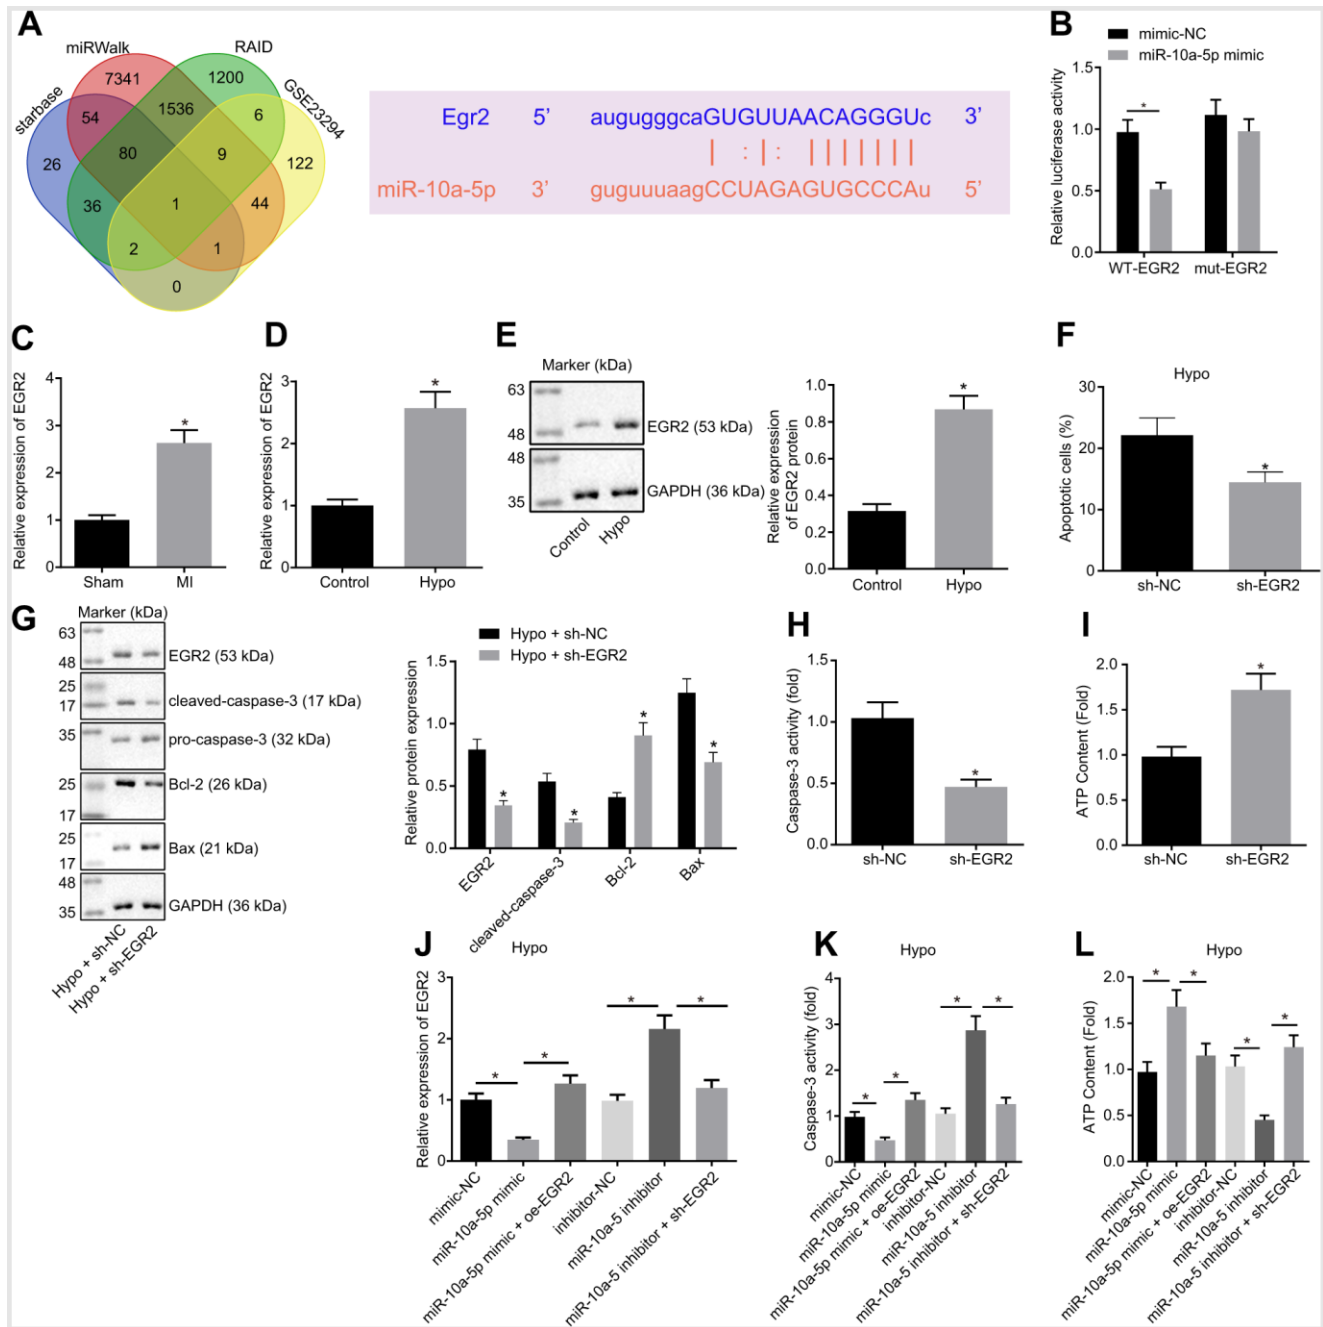 A
miRWalk
RAID
starbase
GSE23294
7341
1200
54
1536
6
26
80
9
122
36
1
44
2
1
0
Egr2 5’ augugggcaGUGUUAACAGGGUc 3’
| : | : | | | | | | |
miR-10a-5p 3’ guguuuaagCCUAGAGUGCCCAu 5’
B
mimic-NC
miR-10a-5p mimic
Relative luciferase activity
1.5
1.0
0.5
0.0
*
WT-EGR2 mut-EGR2
C
Relative expression of EGR2
4
3
2
1
0
*
Sham MI
D
Relative expression of EGR2
3
2
1
0
*
Control Hypo
E
Marker (kDa)
63
48
EGR2 (53 kDa)
48
35
GAPDH (36 kDa)
Control
Hypo
Relative expression
of EGR2 protein
1.0
0.8
0.6
0.4
0.2
0.0
*
Control Hypo
F
Hypo
Apoptotic cells (%)
30
20
10
0
*
sh-NC sh-EGR2
G
Marker (kDa)
63
48
EGR2 (53 kDa)
25
17
cleaved-caspase-3 (17 kDa)
35
pro-caspase-3 (32 kDa)
25
17
Bcl-2 (26 kDa)
25
17
Bax (21 kDa)
48
35
GAPDH (36 kDa)
Hypo + sh-NC
Hypo + sh-EGR2
Hypo + sh-NC
Hypo + sh-EGR2
Relative protein expression
1.5
1.0
0.5
0.0
* * * *
EGR2
cleaved-caspase-3
Bcl-2
Bax
H
Caspase-3 activity (fold)
1.5
1.0
0.5
0.0
*
sh-NC sh-EGR2
I
ATP Content (Fold)
2.0
1.5
1.0
0.5
0.0
*
sh-NC sh-EGR2
J
Hypo
Relative expression of EGR2
3
2
1
0
* * * *
mimic-NC
miR-10a-5p mimic
miR-10a-5p mimic + oe-EGR2
inhibitor-NC
miR-10a-5 inhibitor
miR-10a-5 inhibitor + sh-EGR2
K
Hypo
Caspase-3 activity (fold)
4
3
2
1
0
* * * *
mimic-NC
miR-10a-5p mimic
miR-10a-5p mimic + oe-EGR2
inhibitor-NC
miR-10a-5 inhibitor
miR-10a-5 inhibitor + sh-EGR2
L
Hypo
ATP Content (Fold)
2.0
1.5
1.0
0.5
0.0
* * * *
mimic-NC
miR-10a-5p mimic
miR-10a-5p mimic + oe-EGR2
inhibitor-NC
miR-10a-5 inhibitor
miR-10a-5 inhibitor + sh-EGR2